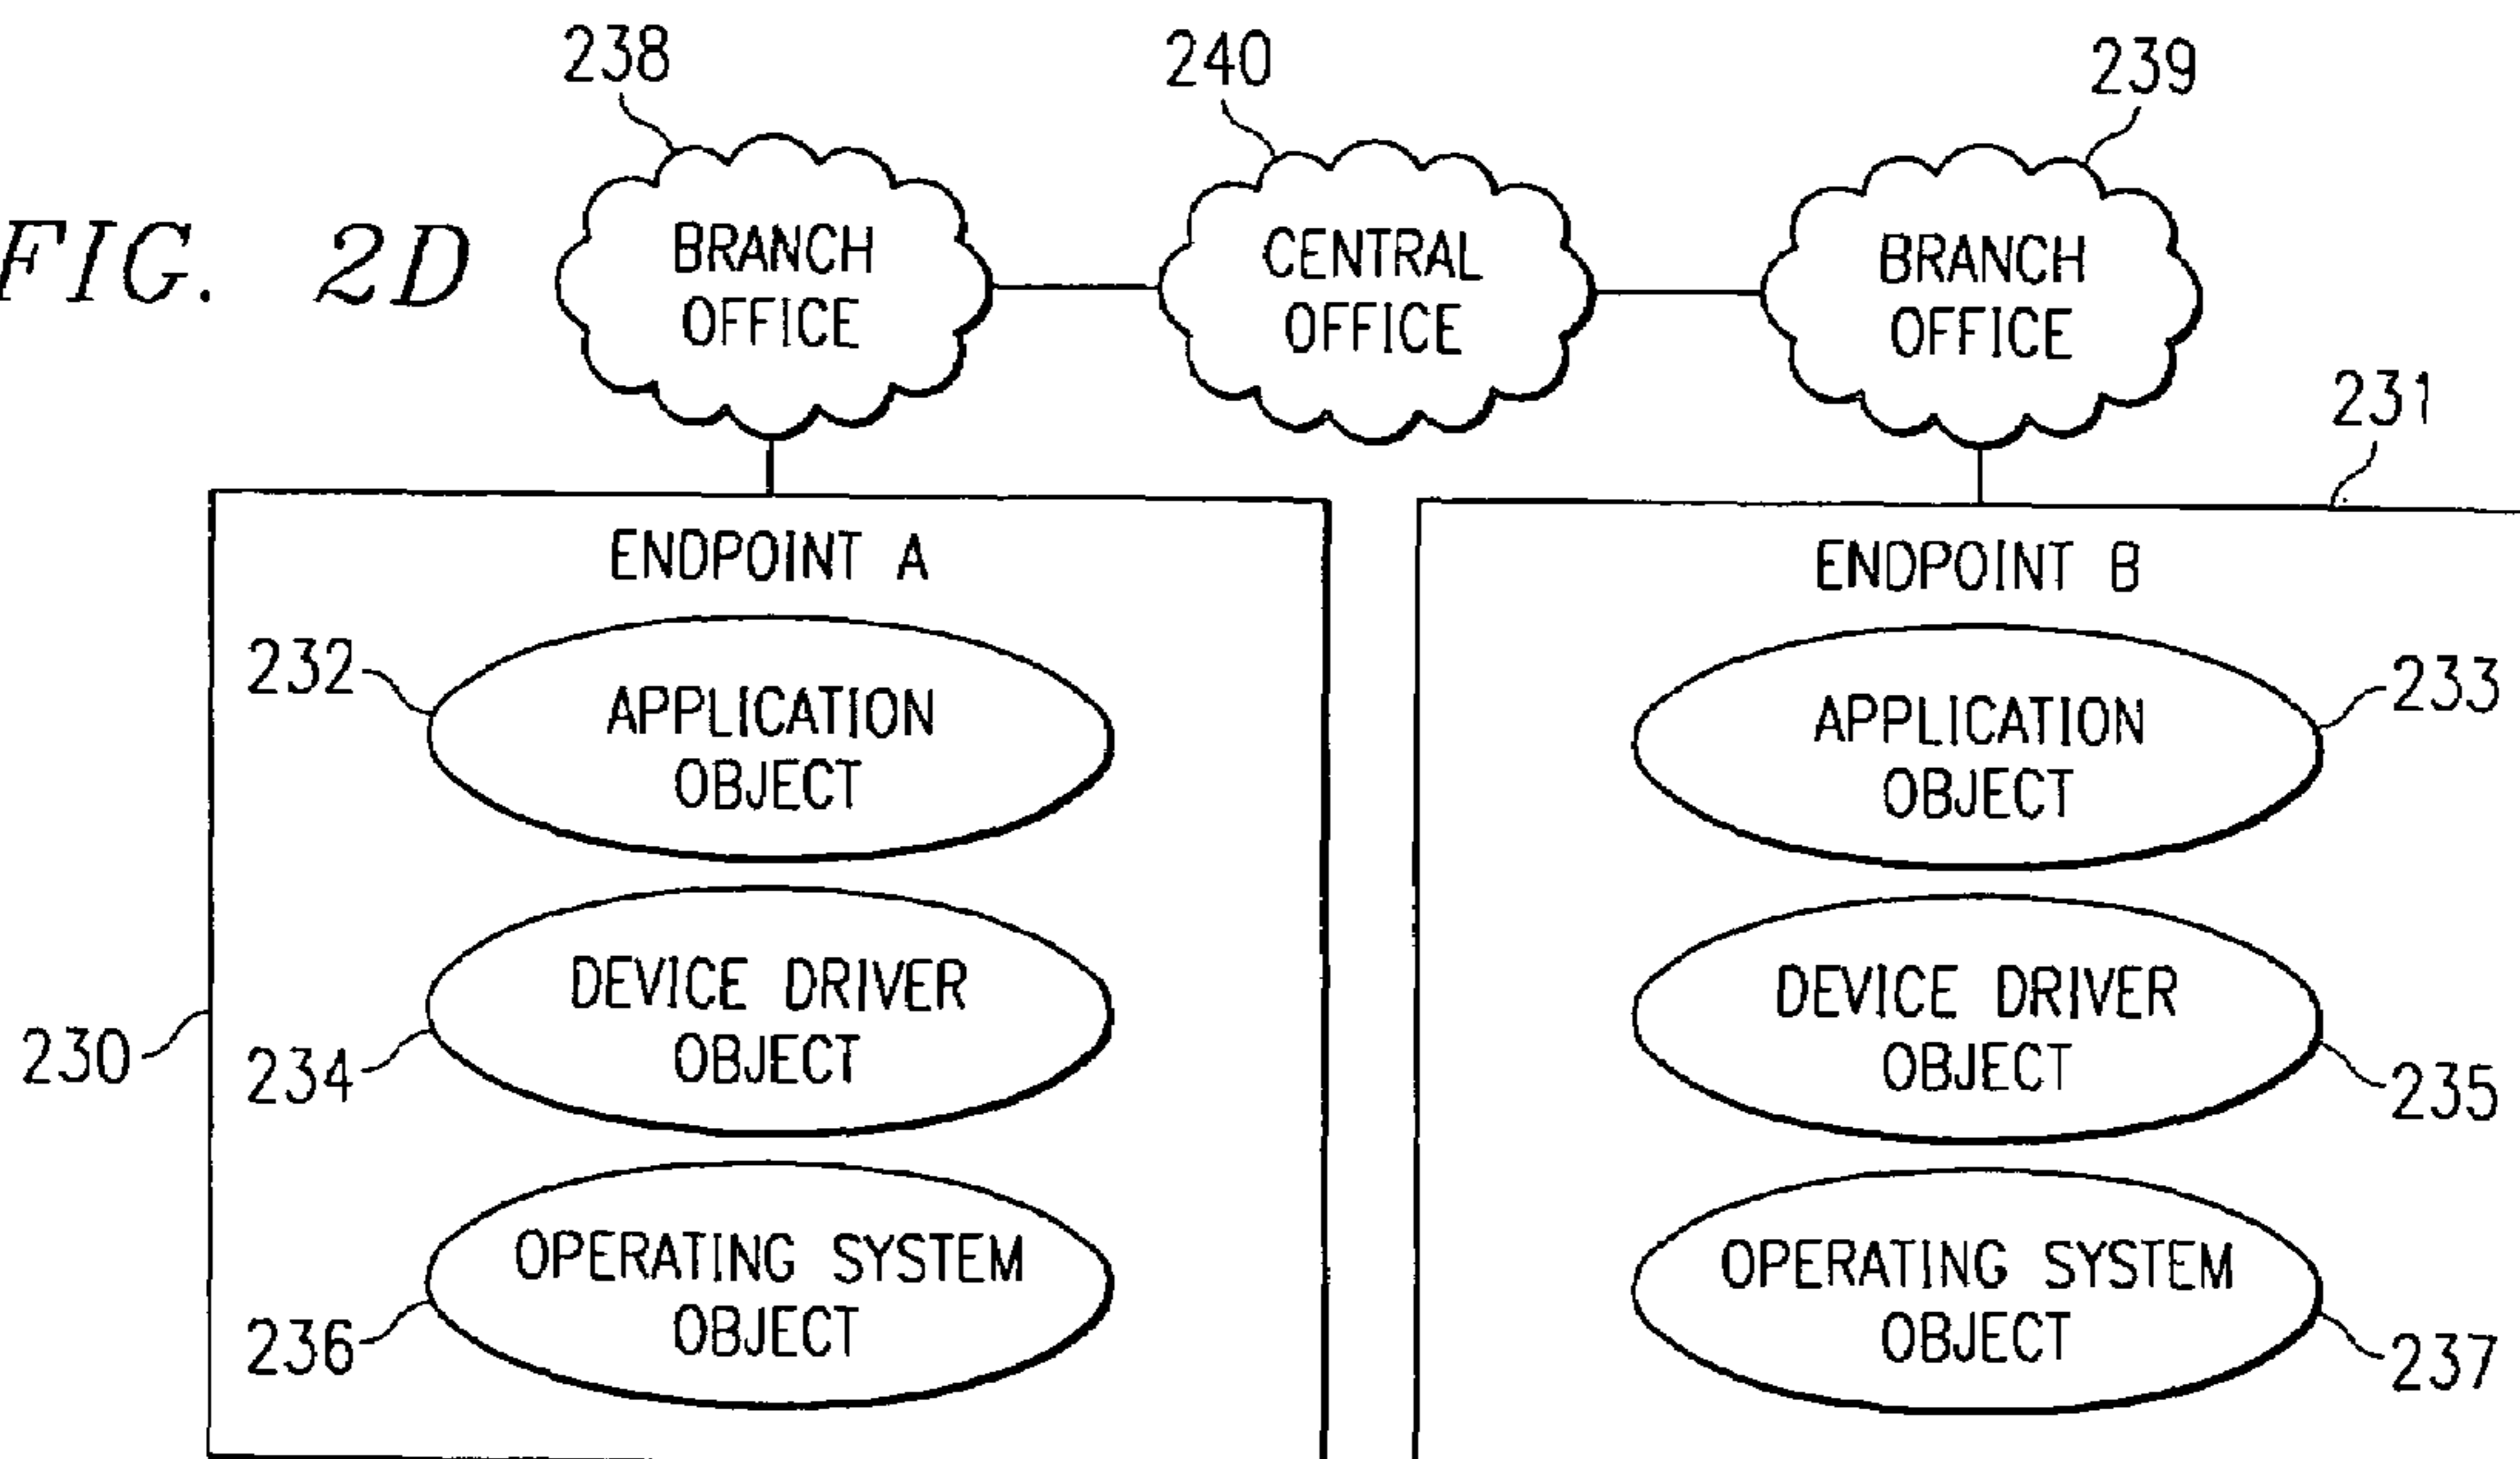 238
240
239
FIG. 2D
BRANCH
OFFICE
CENTRAL
OFFICE
BRANCH
OFFICE
231
ENDPOINT A
232
APPLICATION
OBJECT
230
234
DEVICE DRIVER
OBJECT
236
OPERATING SYSTEM
OBJECT
ENDPOINT B
APPLICATION
OBJECT
233
DEVICE DRIVER
OBJECT
235
OPERATING SYSTEM
OBJECT
237